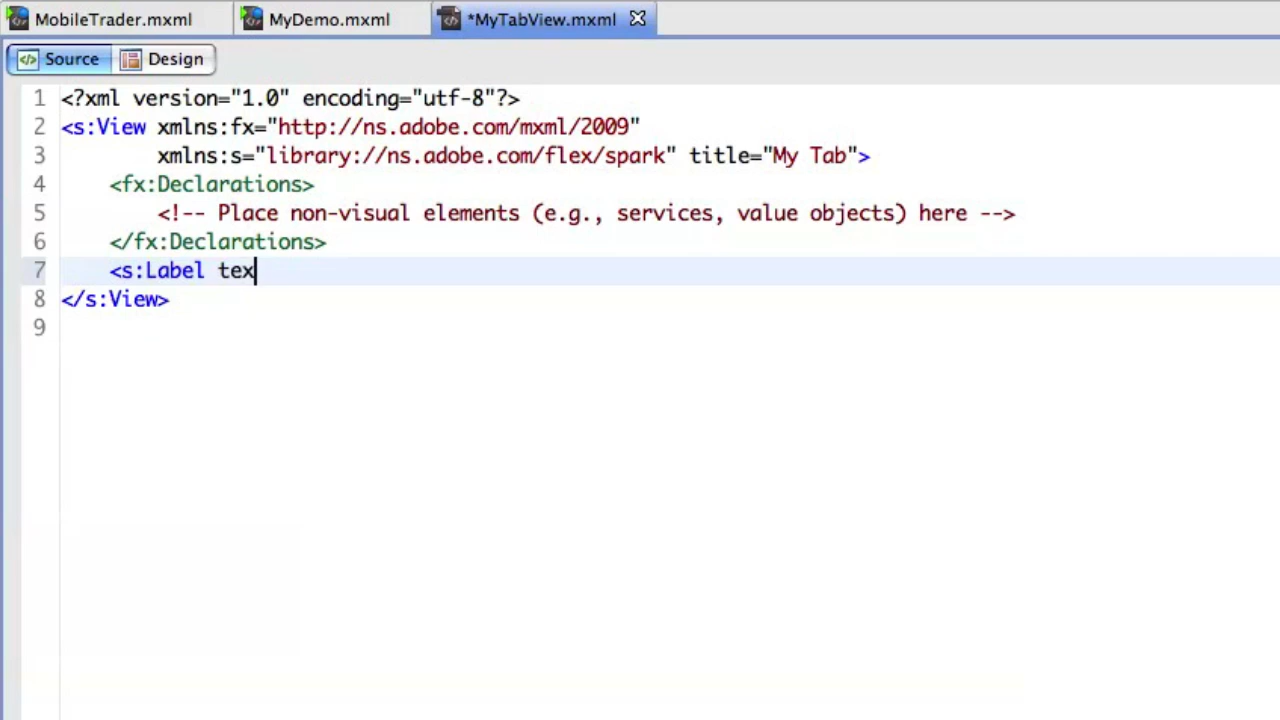 MobileTrader.mxml MyDemo.mxml *MyTabView.mxml
Source Design
1 <?xml version="1.0" encoding="utf-8"?>
2 <s:View xmlns:fx="http://ns.adobe.com/mxml/2009"
3 xmlns:s="library://ns.adobe.com/flex/spark" title="My Tab">
4 <fx:Declarations>
5 <!-- Place non-visual elements (e.g., services, value objects) here -->
6 </fx:Declarations>
7 <s:Label tex
8 </s:View>
9